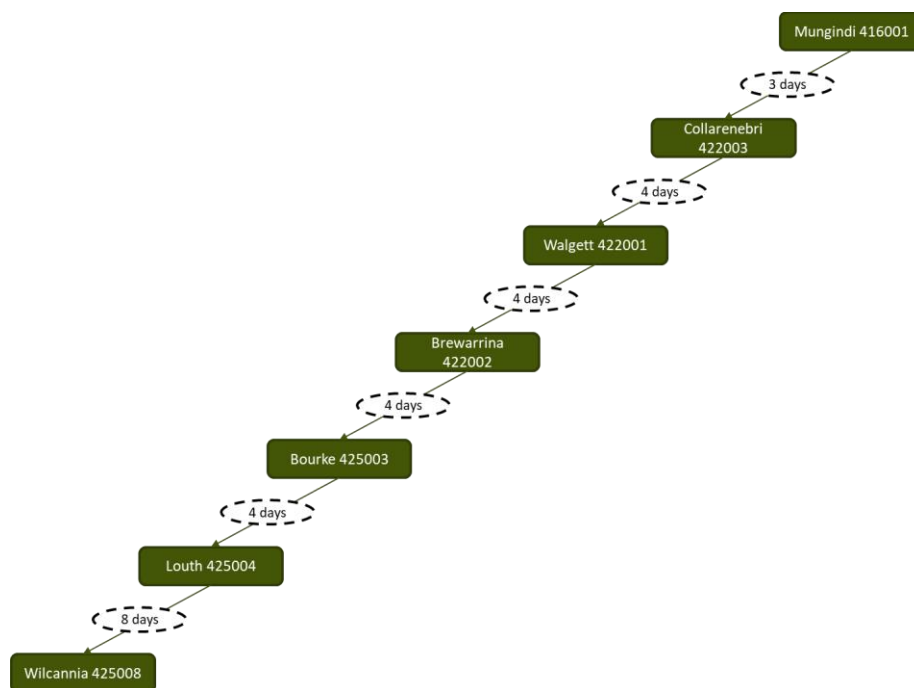 Mungindi 416001
3 days
Collarenebri
422003
4 days
Walgett 422001
4 days
Brewarrina
422002
4 days
Bourke 425003
4 days
Louth 425004
8 days
Wilcannia 425008